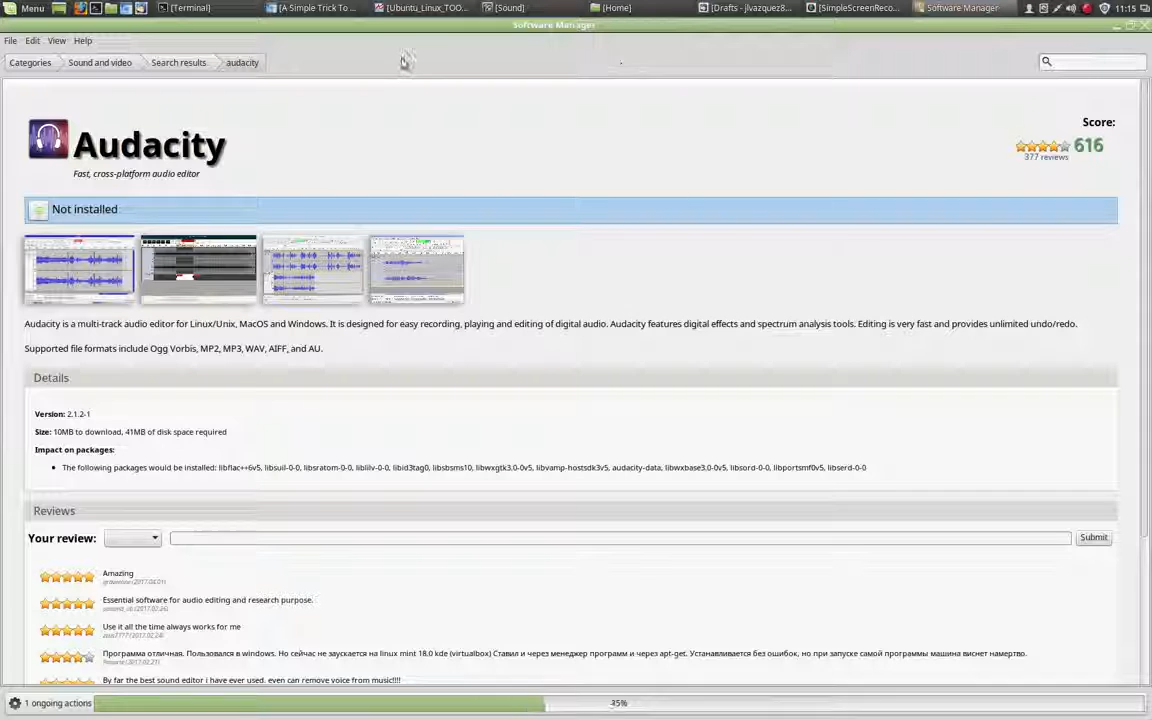 Menu [Terminal] [A Simple Trick To ... [Ubuntu_Linux_TOO... [Sound] [Home] [Drafts - jlvazquez8... [SimpleScreenReco... Software Manager 11:15
Software Manager
File Edit View Help
Categories Sound and video Search results audacity
Audacity
Fast, cross-platform audio editor
Score:
616
377 reviews
Not installed
Audacity is a multi-track audio editor for Linux/Unix, MacOS and Windows. It is designed for easy recording, playing and editing of digital audio. Audacity features digital effects and spectrum analysis tools. Editing is very fast and provides unlimited undo/redo.
Supported file formats include Ogg Vorbis, MP2, MP3, WAV, AIFF, and AU.
Details
Version: 2.1.2-1
Size: 10MB to download, 41MB of disk space required
Impact on packages:
• The following packages would be installed: libflac++6v5, libsuil-0-0, libsratom-0-0, liblilv-0-0, libid3tag0, libsbsms10, libwxgtk3.0-0v5, libvamp-hostsdk3v5, audacity-data, libwxbase3.0-0v5, libsord-0-0, libportsmf0v5, libserd-0-0
Reviews
Your review: Submit
Amazing
Essential software for audio editing and research purpose.
Use it all the time always works for me
Программа отличная. Пользовался в windows. Но сейчас не запускается на linux mint 18.0 kde (virtualbox) Ставил и через менеджер программ и через apt-get. Устанавливается без ошибок, но при запуске самой программы машина виснет намертво.
By far the best sound editor i have ever used. even can remove voice from music!!!!
1 ongoing actions 45%